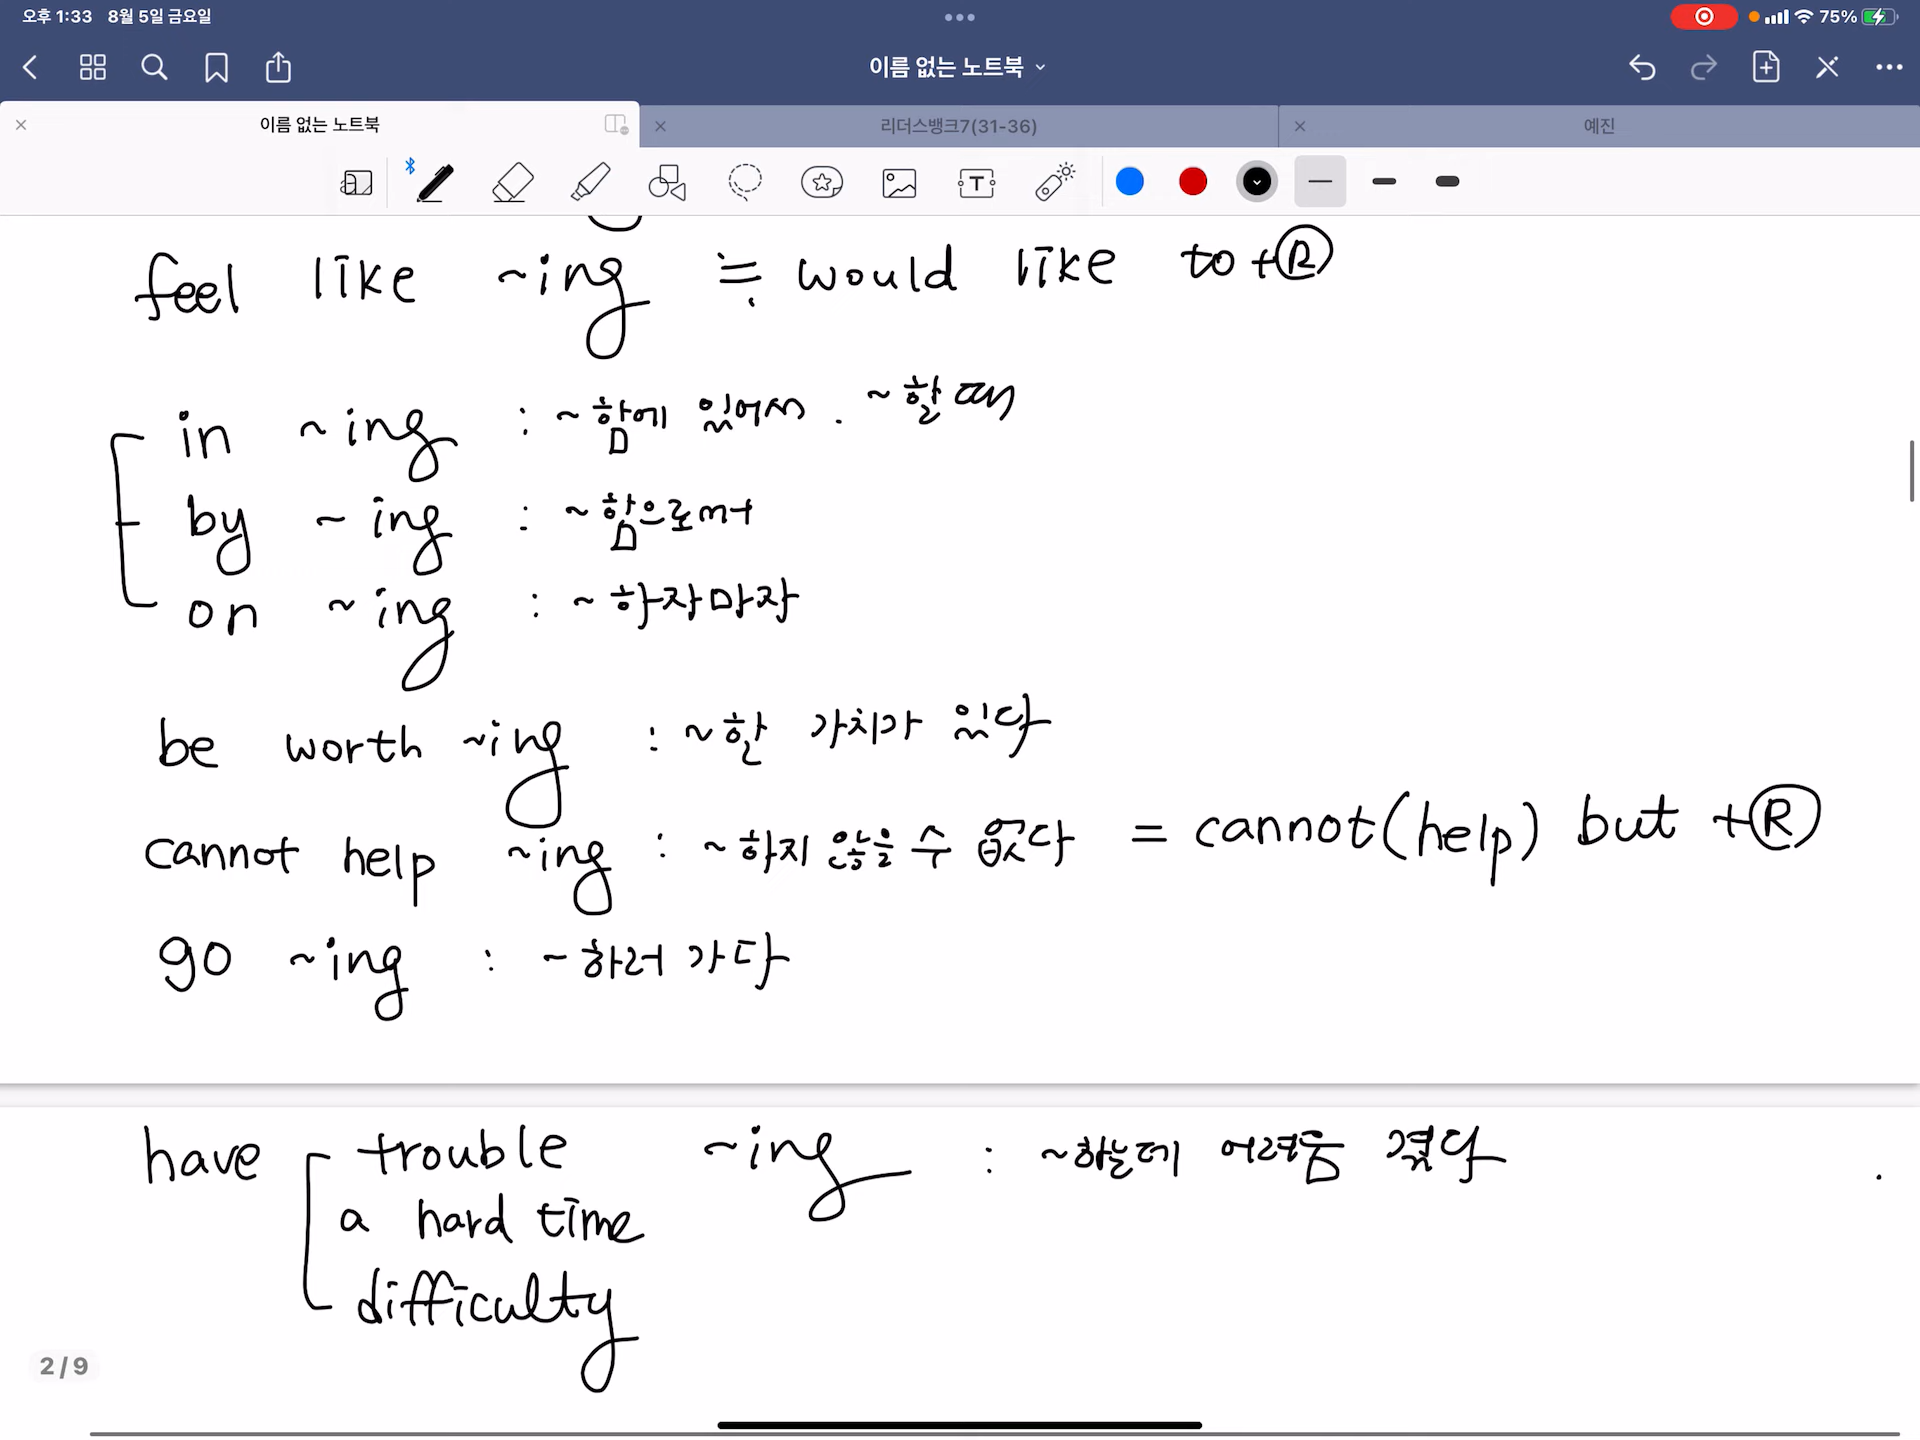 오후 1:33 8월 5일 금요일 75%
이름 없는 노트북
이름 없는 노트북 리더스뱅크7(31-36) 예진
feel like ~ing ≒ would like to +Ⓡ
in ~ing : ~함에 있어서. ~할 때
by ~ing : ~함으로써
on ~ing : ~하자마자
be worth ~ing : ~한 가치가 있다
cannot help ~ing : ~하지 않을 수 없다 = cannot(help) but +Ⓡ
go ~ing : ~하러 가다
have trouble ~ing : ~하는데 어려움 겪다
a hard time
difficulty
2 / 9